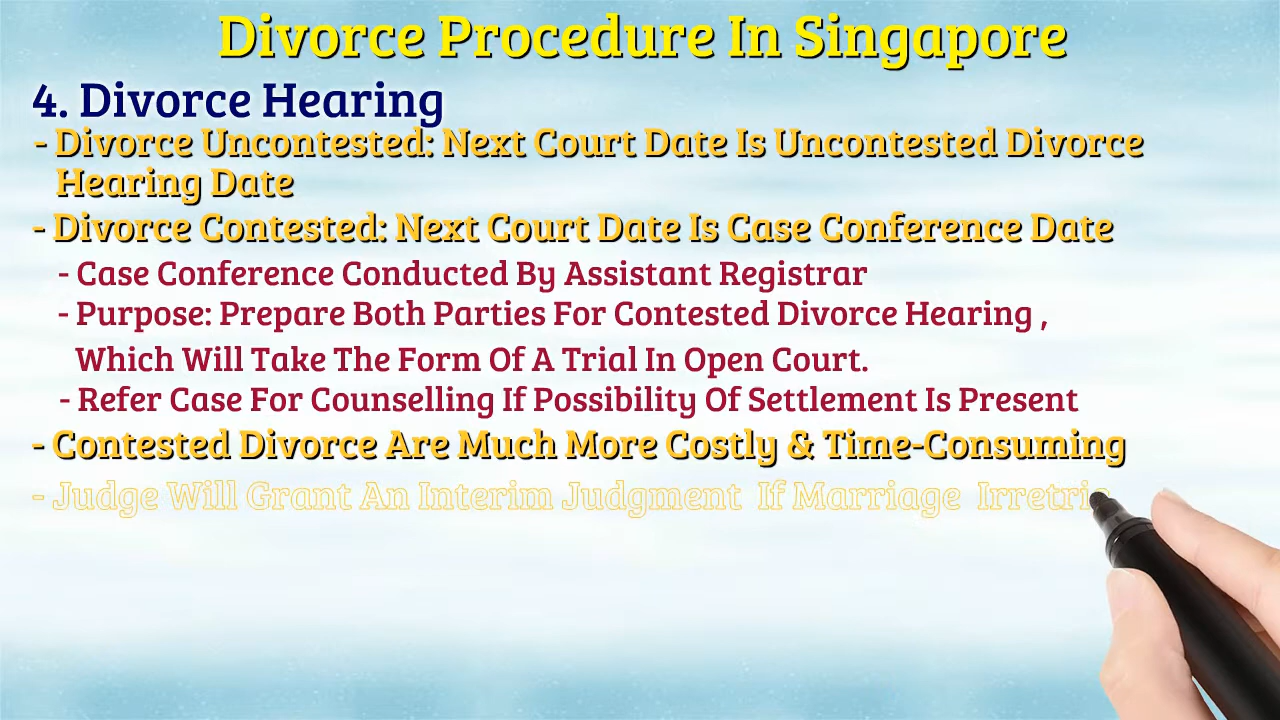 Divorce Procedure In Singapore
4. Divorce Hearing
- Divorce Uncontested: Next Court Date Is Uncontested Divorce
Hearing Date
- Divorce Contested: Next Court Date Is Case Conference Date
- Case Conference Conducted By Assistant Registrar
- Purpose: Prepare Both Parties For Contested Divorce Hearing ,
Which Will Take The Form Of A Trial In Open Court.
- Refer Case For Counselling If Possibility Of Settlement Is Present
- Contested Divorce Are Much More Costly & Time-Consuming
- Judge Will Grant An Interim Judgment If Marriage